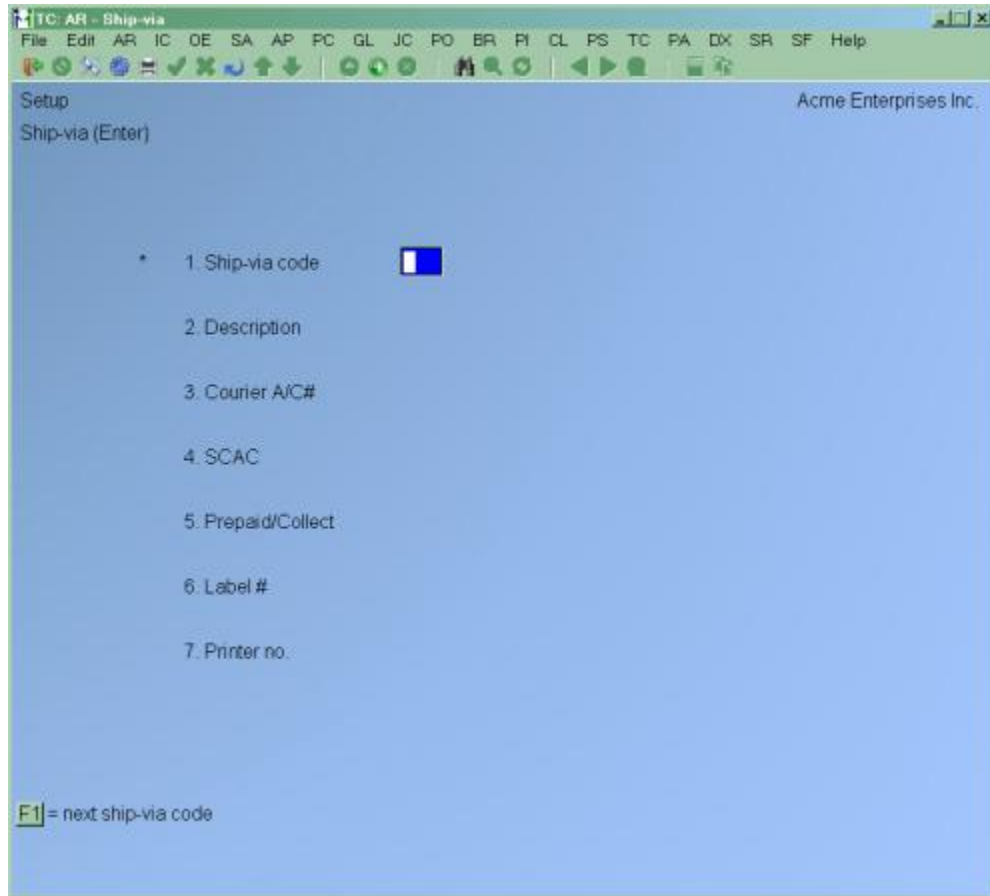 TC: AR - Ship-via
File Edit AR IC OE SA AP PC GL JC PO BR PI CL PS TC PA DX SR SF Help
Setup Acme Enterprises Inc.
Ship-via (Enter)
* 1. Ship-via code
2. Description
3. Courier A/C#
4. SCAC
5. Prepaid/Collect
6. Label #
7. Printer no.
F1 = next ship-via code